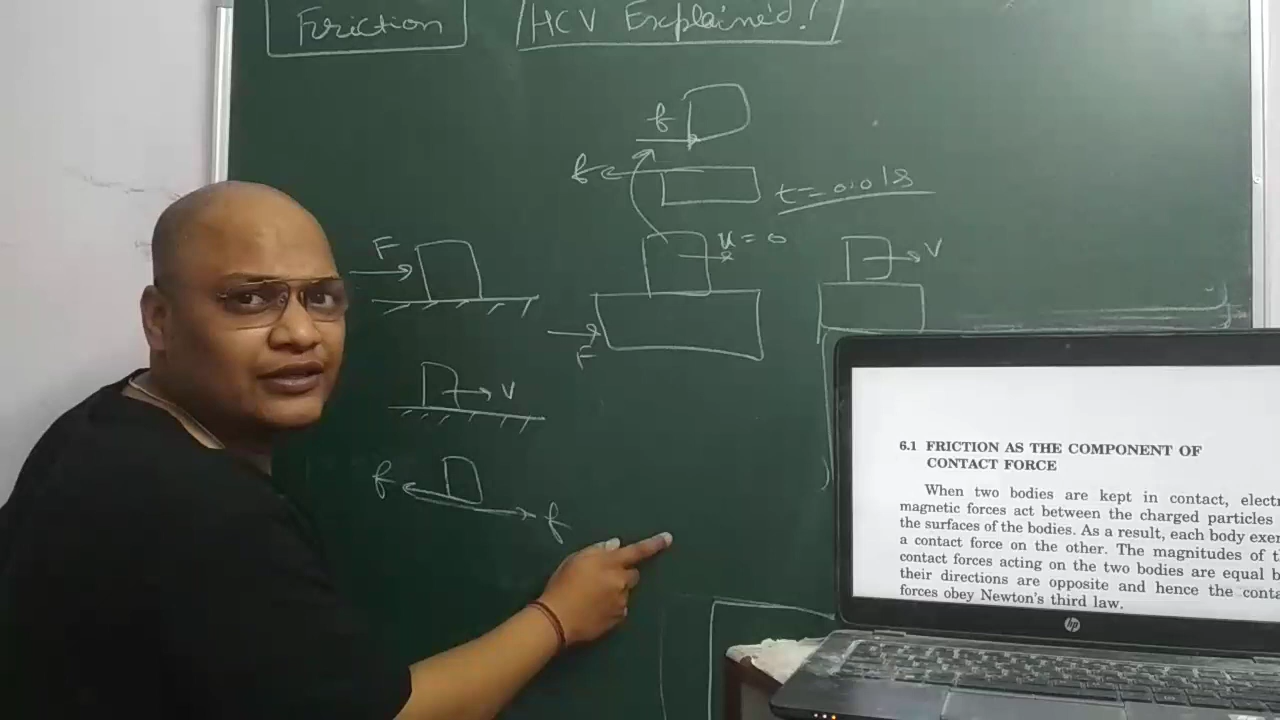 Friction
HCV Explained!
f
f
t=0.01s
F
u = 0
V
F
V
f
f
6.1 FRICTION AS THE COMPONENT OF
CONTACT FORCE
When two bodies are kept in contact, electr
magnetic forces act between the charged particles
the surfaces of the bodies. As a result, each body exer
a contact force on the other. The magnitudes of t
contact forces acting on the two bodies are equal b
their directions are opposite and hence the conta
forces obey Newton's third law.
hp